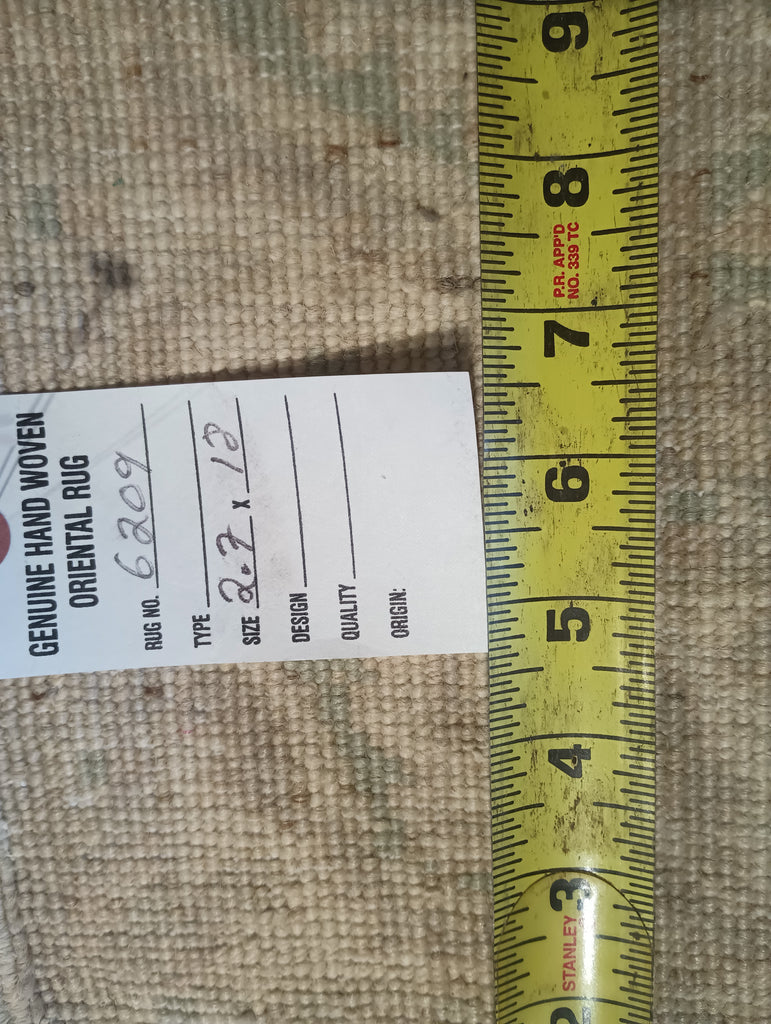 GENUINE HAND WOVEN
ORIENTAL RUG
RUG NO. 6209
TYPE
SIZE 2.7 x 12
DESIGN
QUALITY
ORIGIN:
9
8
P.R. APP'D
NO. 339 TC
7
6
5
4
3
STANLEY
2